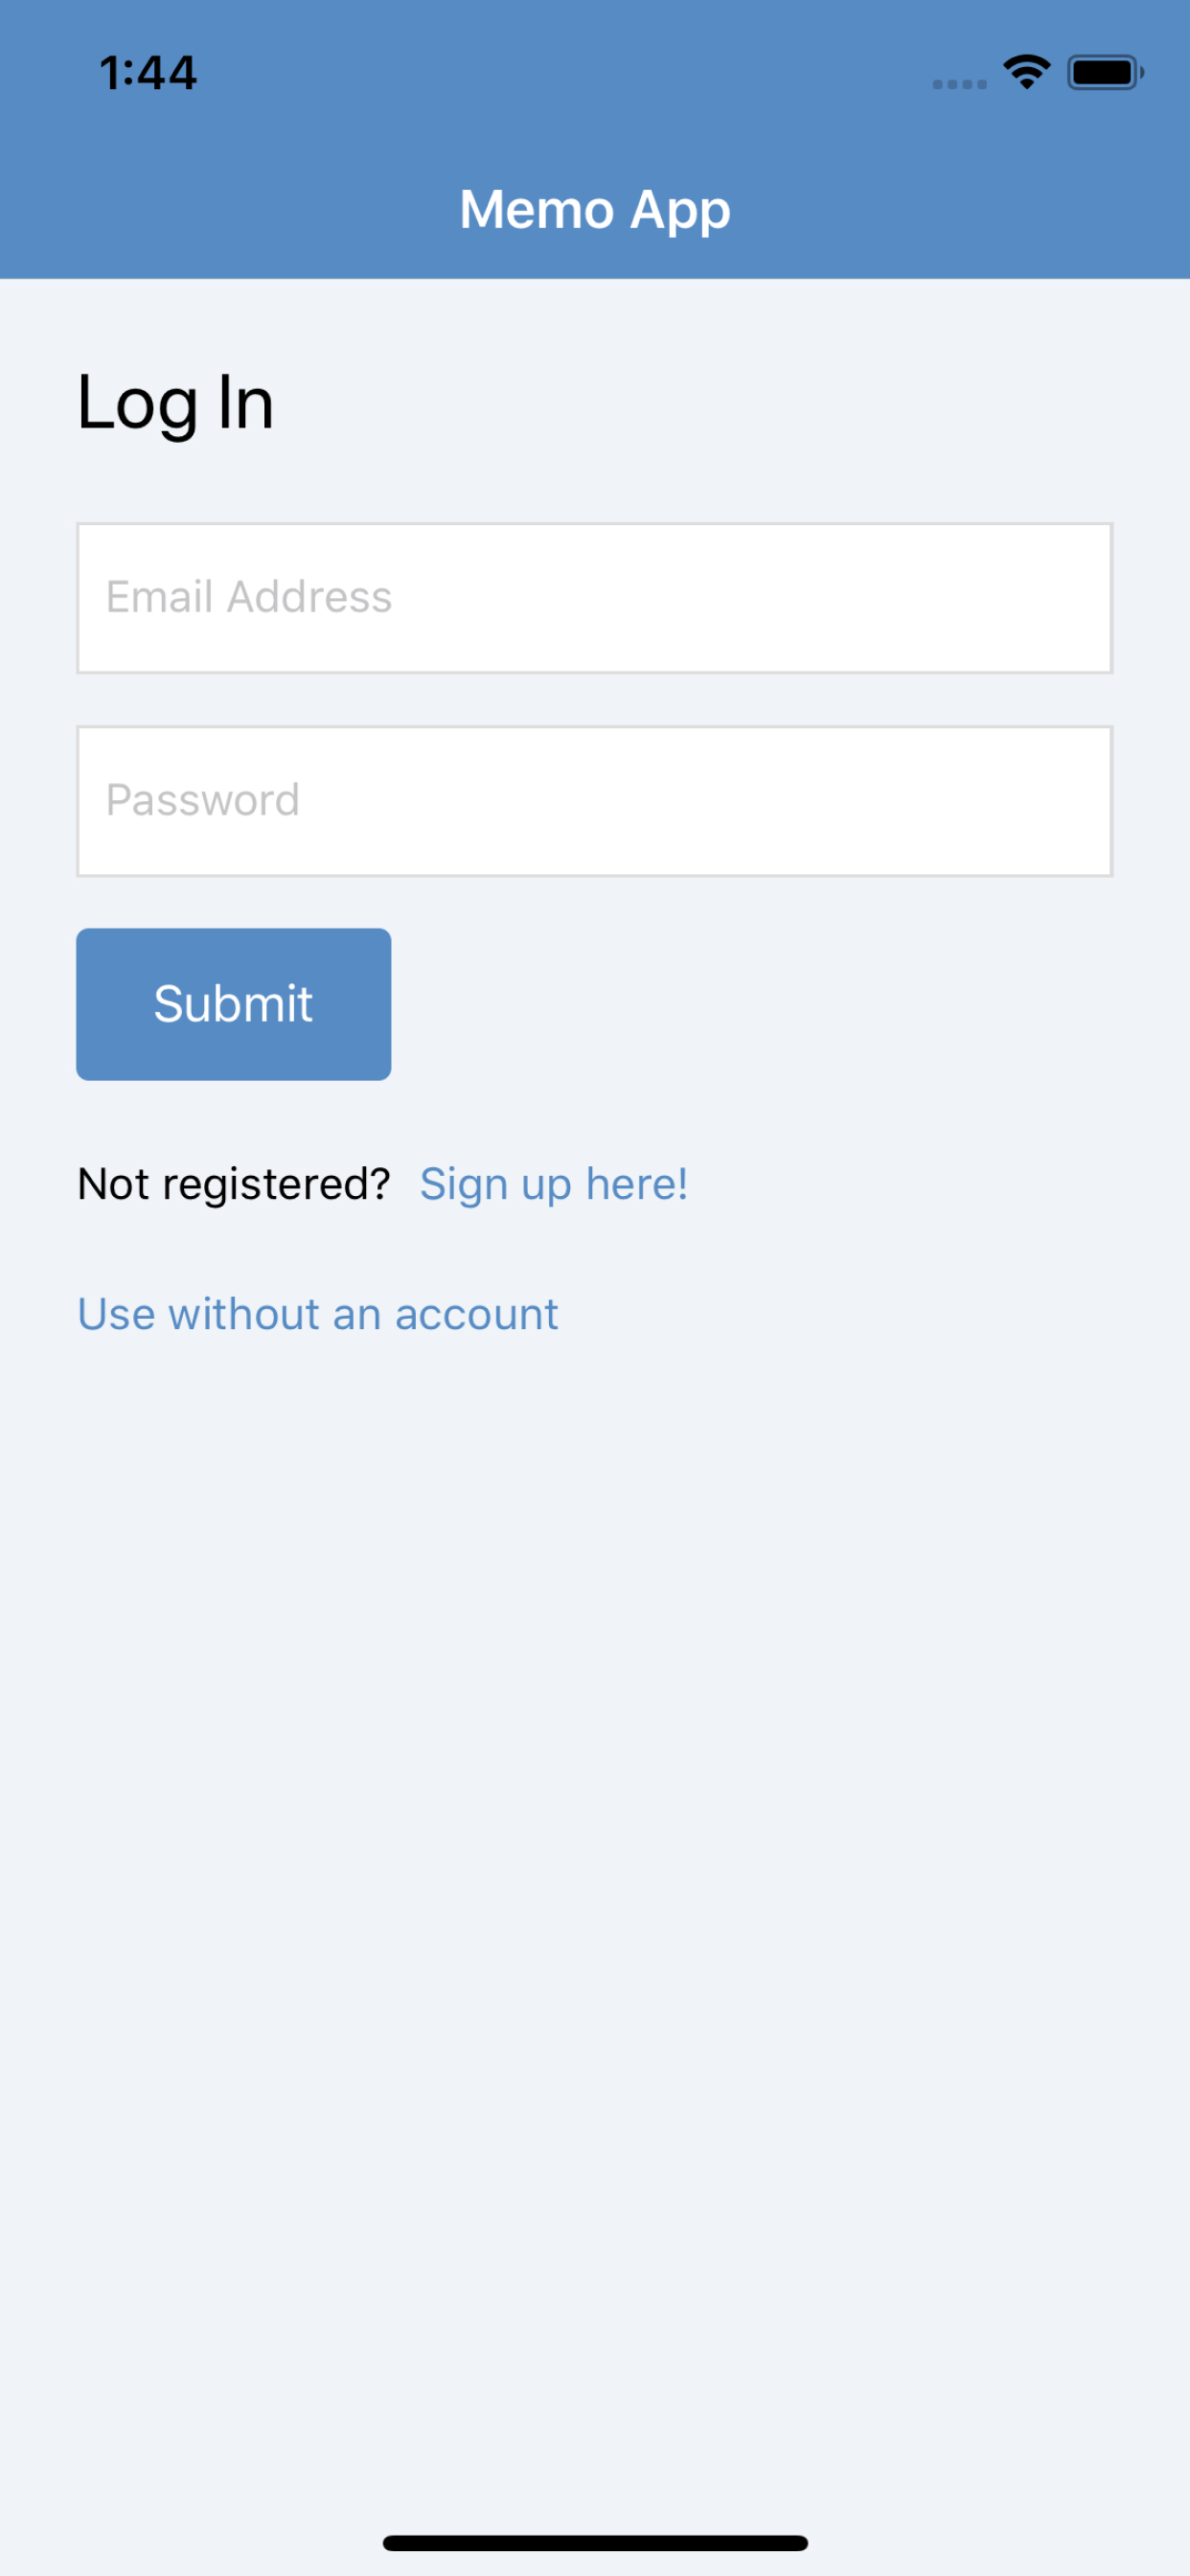 1:44
Memo App
Log In
Email Address
Password
Submit
Not registered? Sign up here!
Use without an account